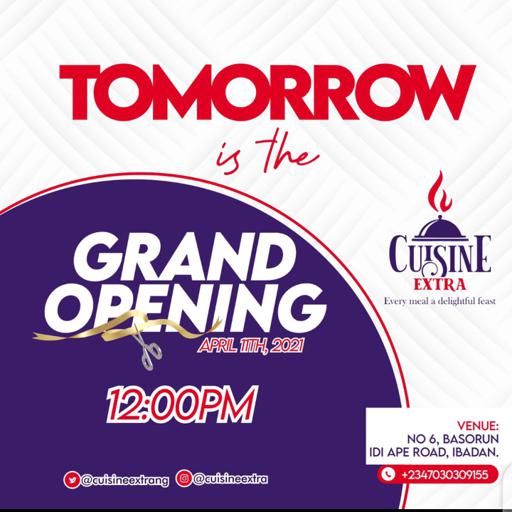 TOMORROW
is the
GRAND
OPENING
APRIL 11TH, 2021
12:00PM
CUISINE
EXTRA
Every meal a delightful feast
VENUE:
NO 6, BASORUN
IDI APE ROAD, IBADAN.
+2347030309155
@cuisineextrang @cuisineextra